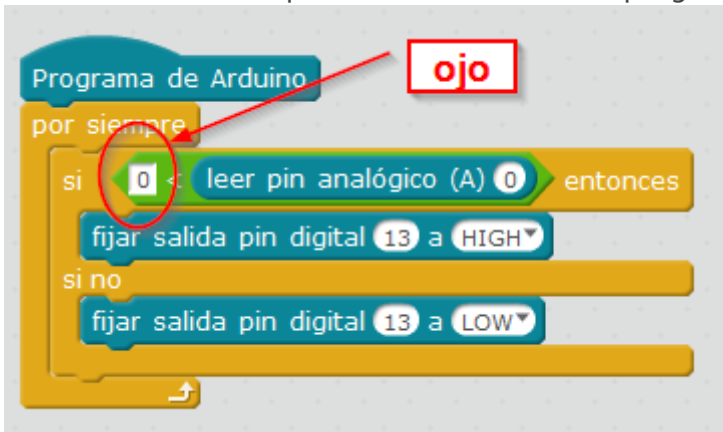 ojo
Programa de Arduino
por siempre
si 0 < leer pin analógico (A) 0 entonces
fijar salida pin digital 13 a HIGH
si no
fijar salida pin digital 13 a LOW